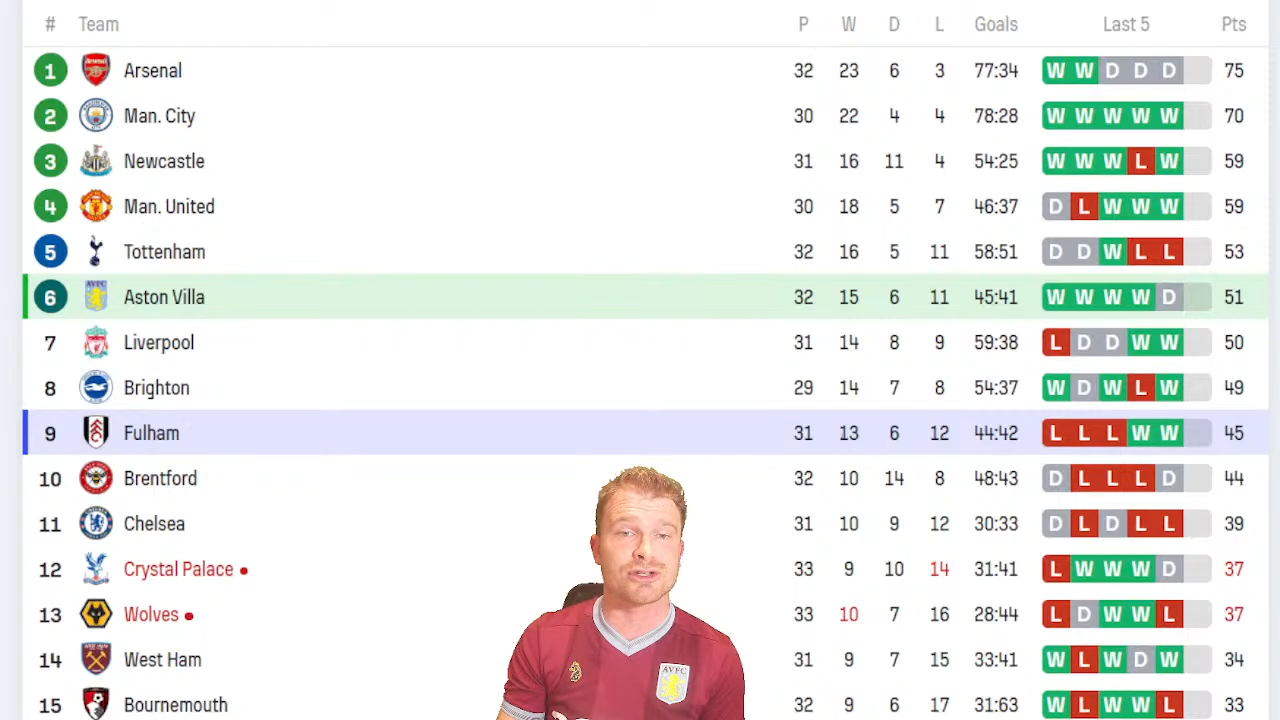 # Team P W D L Goals Last 5 Pts
1 Arsenal 32 23 6 3 77:34 W W D D D 75
2 Man. City 30 22 4 4 78:28 W W W W W 70
3 Newcastle 31 16 11 4 54:25 W W W L W 59
4 Man. United 30 18 5 7 46:37 D L W W W 59
5 Tottenham 32 16 5 11 58:51 D D W L L 53
6 Aston Villa 32 15 6 11 45:41 W W W W D 51
7 Liverpool 31 14 8 9 59:38 L D D W W 50
8 Brighton 29 14 7 8 54:37 W D W L W 49
9 Fulham 31 13 6 12 44:42 L L L W W 45
10 Brentford 32 10 14 8 48:43 D L L L D 44
11 Chelsea 31 10 9 12 30:33 D L D L L 39
12 Crystal Palace 33 9 10 14 31:41 L W W W D 37
13 Wolves 33 10 7 16 28:44 L D W W L 37
14 West Ham 31 9 7 15 33:41 W L W D W 34
15 Bournemouth 32 9 6 17 31:63 W L W W L 33
AVFC